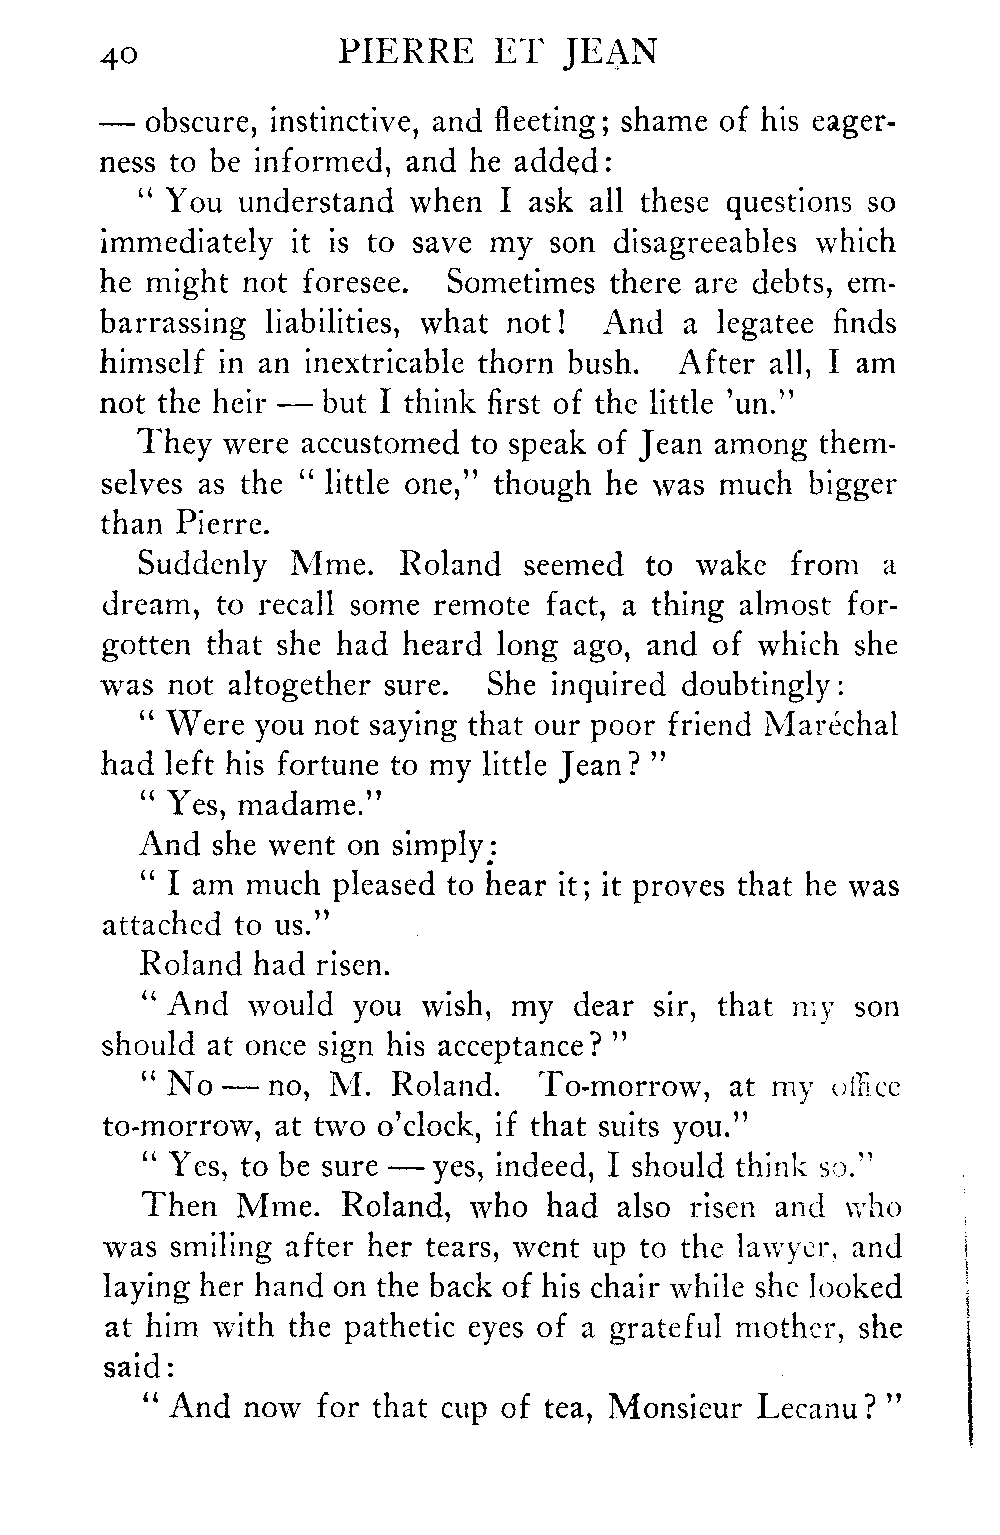 40 PIERRE ET JEAN
— obscure, instinctive, and fleeting; shame of his eager-
ness to be informed, and he added:
“ You understand when I ask all these questions so
immediately it is to save my son disagreeables which
he might not foresee. Sometimes there are debts, em-
barrassing liabilities, what not! And a legatee finds
himself in an inextricable thorn bush. After all, I am
not the heir — but I think first of the little ’un.”
They were accustomed to speak of Jean among them-
selves as the “ little one,” though he was much bigger
than Pierre.
Suddenly Mme. Roland seemed to wake from a
dream, to recall some remote fact, a thing almost for-
gotten that she had heard long ago, and of which she
was not altogether sure. She inquired doubtingly:
“ Were you not saying that our poor friend Maréchal
had left his fortune to my little Jean? ”
“ Yes, madame.”
And she went on simply:
“ I am much pleased to hear it; it proves that he was
attached to us.”
Roland had risen.
“ And would you wish, my dear sir, that my son
should at once sign his acceptance? ”
“ No — no, M. Roland. To-morrow, at my office
to-morrow, at two o’clock, if that suits you.”
“ Yes, to be sure — yes, indeed, I should think so.”
Then Mme. Roland, who had also risen and who
was smiling after her tears, went up to the lawyer, and
laying her hand on the back of his chair while she looked
at him with the pathetic eyes of a grateful mother, she
said:
“ And now for that cup of tea, Monsieur Lecanu? ”